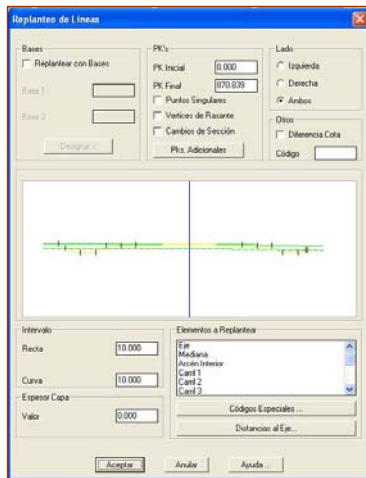 Replanteo de Líneas
Bases
Replantear con Bases
Base 1
Base 2
Designar <
PK's
PK Inicial 0.000
PK Final 870.839
Puntos Singulares
Vertices de Rasante
Cambios de Sección
Pks. Adicionales
Lado
Izquierda
Derecha
Ambos
Otros
Diferencia Cota
Código
Intervalo
Recta 10.000
Curva 10.000
Espesor Capa
Valor 0.000
Elementos a Replantear
Eje
Mediana
Arcén Interior
Carril 1
Carril 2
Carril 3
Códigos Especiales ...
Distancias al Eje...
Aceptar
Anular
Ayuda ...